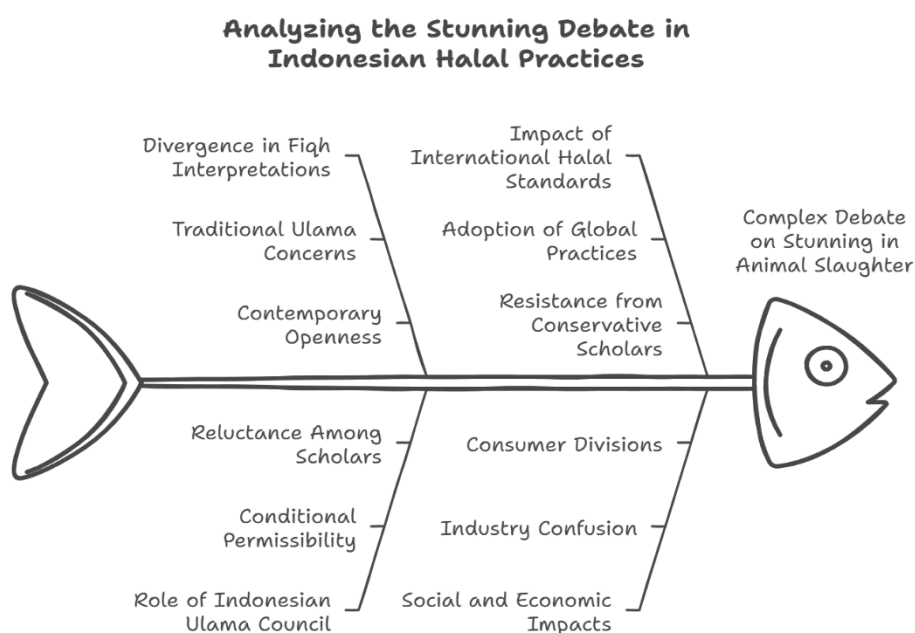 Analyzing the Stunning Debate in
Indonesian Halal Practices
Divergence in Fiqh
Interpretations
Traditional Ulama
Concerns
Contemporary
Openness
Impact of
International Halal
Standards
Adoption of Global
Practices
Resistance from
Conservative
Scholars
Complex Debate
on Stunning in
Animal Slaughter
Reluctance Among
Scholars
Conditional
Permissibility
Role of Indonesian
Ulama Council
Consumer Divisions
Industry Confusion
Social and Economic
Impacts